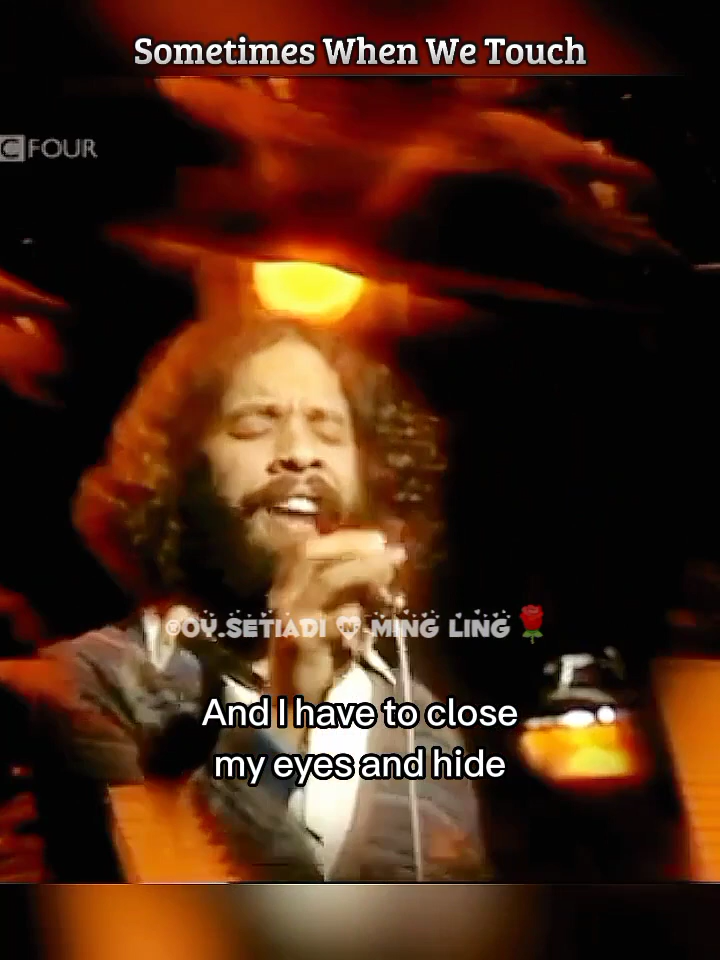 Sometimes When We Touch
C FOUR
©OY.SETIADI 🤍 MING LING 🌹
And I have to close
my eyes and hide